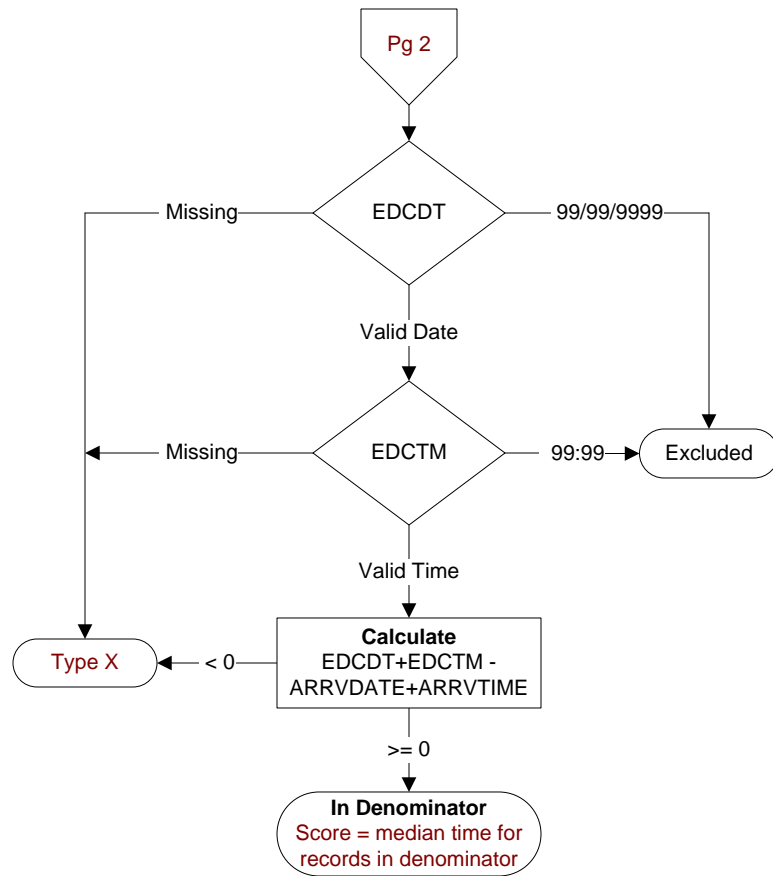 Pg 2
EDCDT
Missing
99/99/9999
Valid Date
EDCTM
Missing
99:99
Excluded
Valid Time
Calculate
EDCDT+EDCTM -
ARRVDATE+ARRVTIME
Type X
< 0
>= 0
In Denominator
Score = median time for
records in denominator